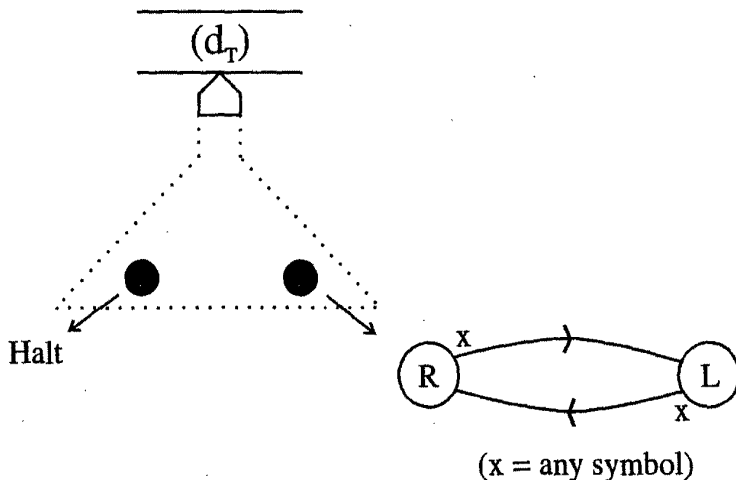 (d_T)
Halt
x
R
L
x
(x = any symbol)